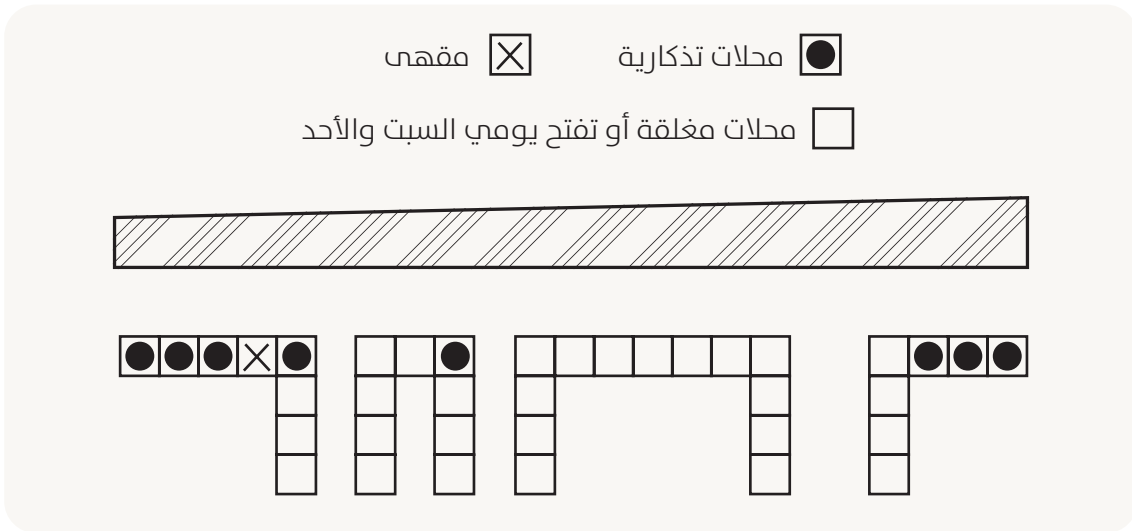 محلات تذكارية
مقهى
محلات مغلقة أو تفتح يومي السبت والأحد